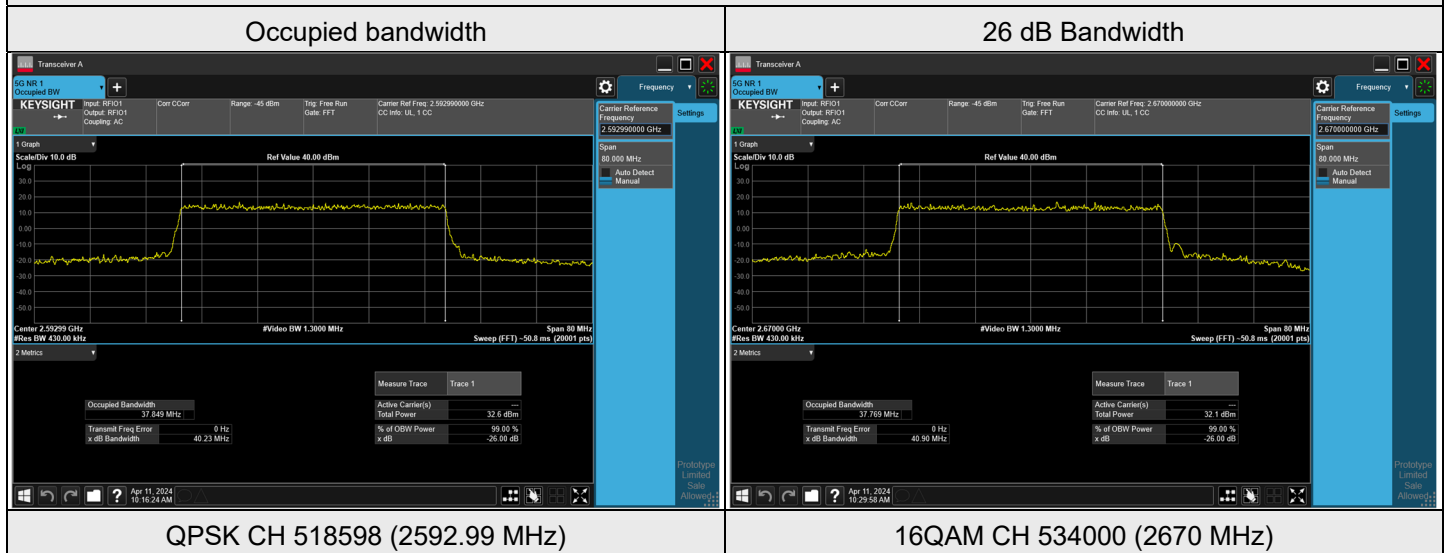 Occupied bandwidth
Transceiver A
5G NR 1
Occupied BW
+
Frequency
KEYSIGHT
LXI
Input: RFIO1
Output: RFIO1
Coupling: AC
Corr CCorr
Range: -45 dBm
Trig: Free Run
Gate: FFT
Carrier Ref Freq: 2.592990000 GHz
CC Info: UL, 1 CC
Carrier Reference
Frequency
2.592990000 GHz
Settings
Span
80.000 MHz
Auto Detect
Manual
1 Graph
Scale/Div 10.0 dB
Ref Value 40.00 dBm
Log
30.0
20.0
10.0
0.00
-10.0
-20.0
-30.0
-40.0
-50.0
Center 2.59299 GHz
#Video BW 1.3000 MHz
Span 80 MHz
#Res BW 430.00 kHz
Sweep (FFT) ~50.8 ms (20001 pts)
2 Metrics
Measure Trace Trace 1
Occupied Bandwidth
37.849 MHz
Active Carrier(s) ---
Total Power 32.6 dBm
Transmit Freq Error 0 Hz
x dB Bandwidth 40.23 MHz
% of OBW Power 99.00 %
x dB -26.00 dB
Prototype
Limited
Sale
Allowed
?
Apr 11, 2024
10:16:24 AM
QPSK CH 518598 (2592.99 MHz)
26 dB Bandwidth
Transceiver A
5G NR 1
Occupied BW
+
Frequency
KEYSIGHT
LXI
Input: RFIO1
Output: RFIO1
Coupling: AC
Corr CCorr
Range: -45 dBm
Trig: Free Run
Gate: FFT
Carrier Ref Freq: 2.670000000 GHz
CC Info: UL, 1 CC
Carrier Reference
Frequency
2.670000000 GHz
Settings
Span
80.000 MHz
Auto Detect
Manual
1 Graph
Scale/Div 10.0 dB
Ref Value 40.00 dBm
Log
30.0
20.0
10.0
0.00
-10.0
-20.0
-30.0
-40.0
-50.0
Center 2.67000 GHz
#Video BW 1.3000 MHz
Span 80 MHz
#Res BW 430.00 kHz
Sweep (FFT) ~50.8 ms (20001 pts)
2 Metrics
Measure Trace Trace 1
Occupied Bandwidth
37.769 MHz
Active Carrier(s) ---
Total Power 32.1 dBm
Transmit Freq Error 0 Hz
x dB Bandwidth 40.90 MHz
% of OBW Power 99.00 %
x dB -26.00 dB
Prototype
Limited
Sale
Allowed
?
Apr 11, 2024
10:29:58 AM
16QAM CH 534000 (2670 MHz)